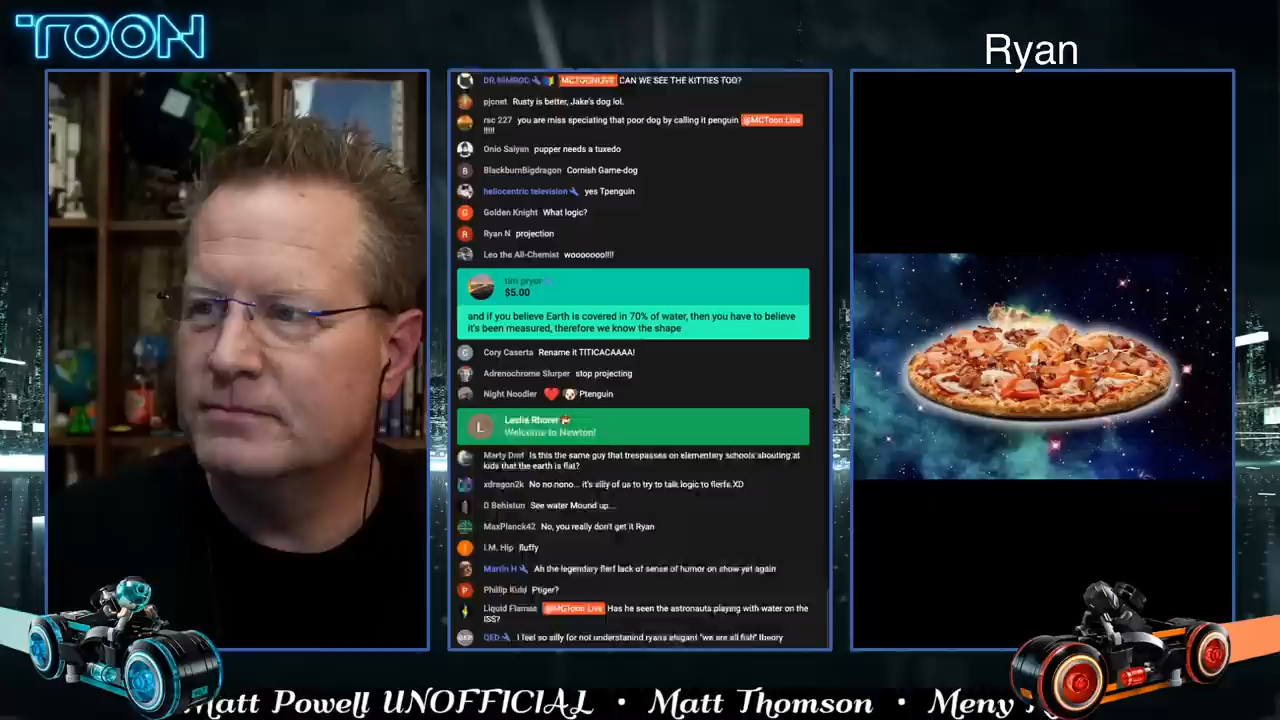 TOON
Ryan
DR.NIMROD MCTOONLIVE CAN WE SEE THE KITTIES TOO?
pjcnet Rusty is better, Jake's dog lol.
rsc 227 you are miss speciating that poor dog by calling it penguin @MCToon Live
!!!!!
Onio Saiyan pupper needs a tuxedo
B BlackburnBigdragon Cornish Game-dog
heliocentric television yes Tpenguin
G Golden Knight What logic?
R Ryan N projection
Leo the All-Chemist wooooooo!!!!
tim pryor
$5.00
and if you believe Earth is covered in 70% of water, then you have to believe
it's been measured, therefore we know the shape
C Cory Caserta Rename it TITICACAAAA!
Adrenochrome Slurper stop projecting
Night Noodler ❤️🐶 Ptenguin
L Leslie Rhorer
Welcome to Newton!
Marty Is this the same guy that trespasses on elementary schools shouting at
kids that the earth is flat?
xdragon2k No no nono... it's silly of us to try to talk logic to flerfs.XD
D Behistun See water Mound up...
MaxPlanck42 No, you really don't get it Ryan
I I.M. Hip fluffy
Martin H Ah the legendary flerf lack of sense of humor on show yet again
P Phillip Kidd Ptiger?
Liquid Flames @MCToon Live Has he seen the astronauts playing with water on the
ISS?
QED I feel so silly for not understanding ryans elegant "we are all fish" theory
Matt Powell UNOFFICIAL • Matt Thomson • Meny